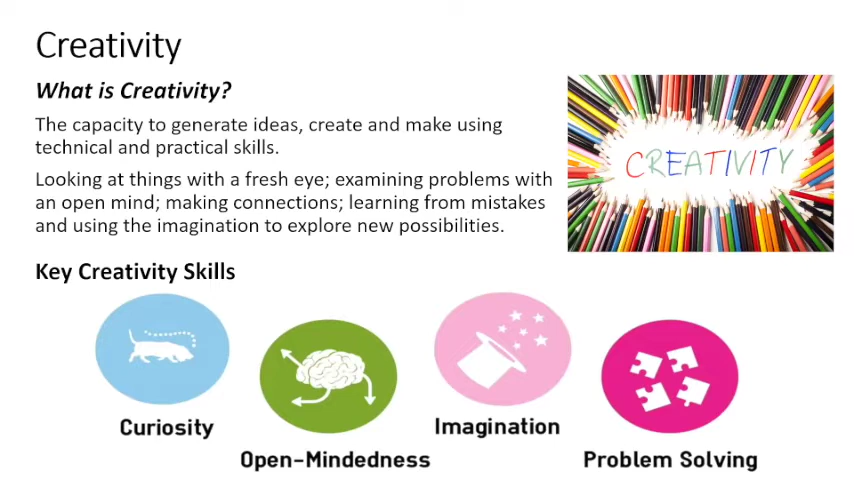 Creativity
What is Creativity?
The capacity to generate ideas, create and make using
technical and practical skills.
Looking at things with a fresh eye; examining problems with
an open mind; making connections; learning from mistakes
and using the imagination to explore new possibilities.
CREATIVITY
Key Creativity Skills
Curiosity
Open-Mindedness
Imagination
Problem Solving